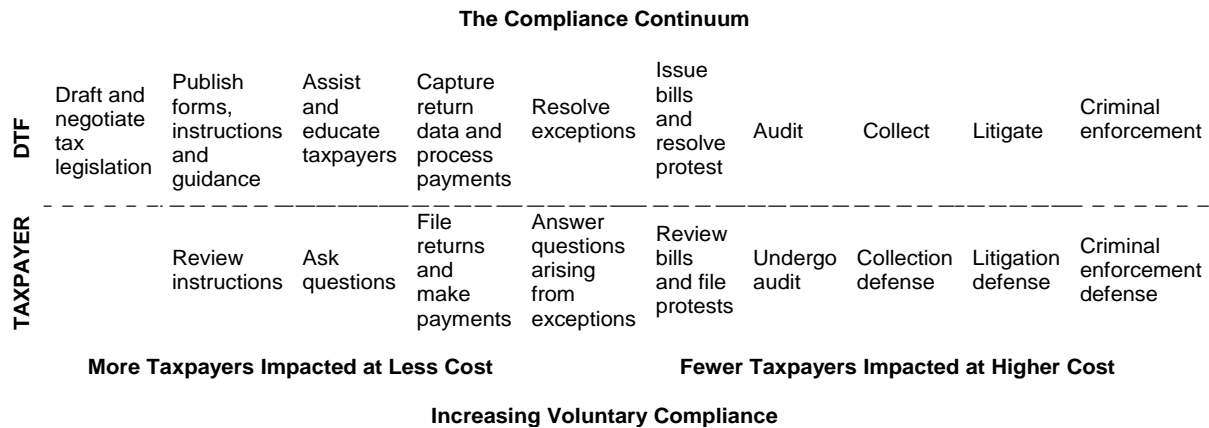 The Compliance Continuum
DTF
Draft and
negotiate
tax
legislation
Publish
forms,
instructions
and
guidance
Assist
and
educate
taxpayers
Capture
return
data and
process
payments
Resolve
exceptions
Issue
bills
and
resolve
protest
Audit
Collect
Litigate
Criminal
enforcement
TAXPAYER
Review
instructions
Ask
questions
File
returns
and
make
payments
Answer
questions
arising
from
exceptions
Review
bills
and file
protests
Undergo
audit
Collection
defense
Litigation
defense
Criminal
enforcement
defense
More Taxpayers Impacted at Less Cost
Fewer Taxpayers Impacted at Higher Cost
Increasing Voluntary Compliance